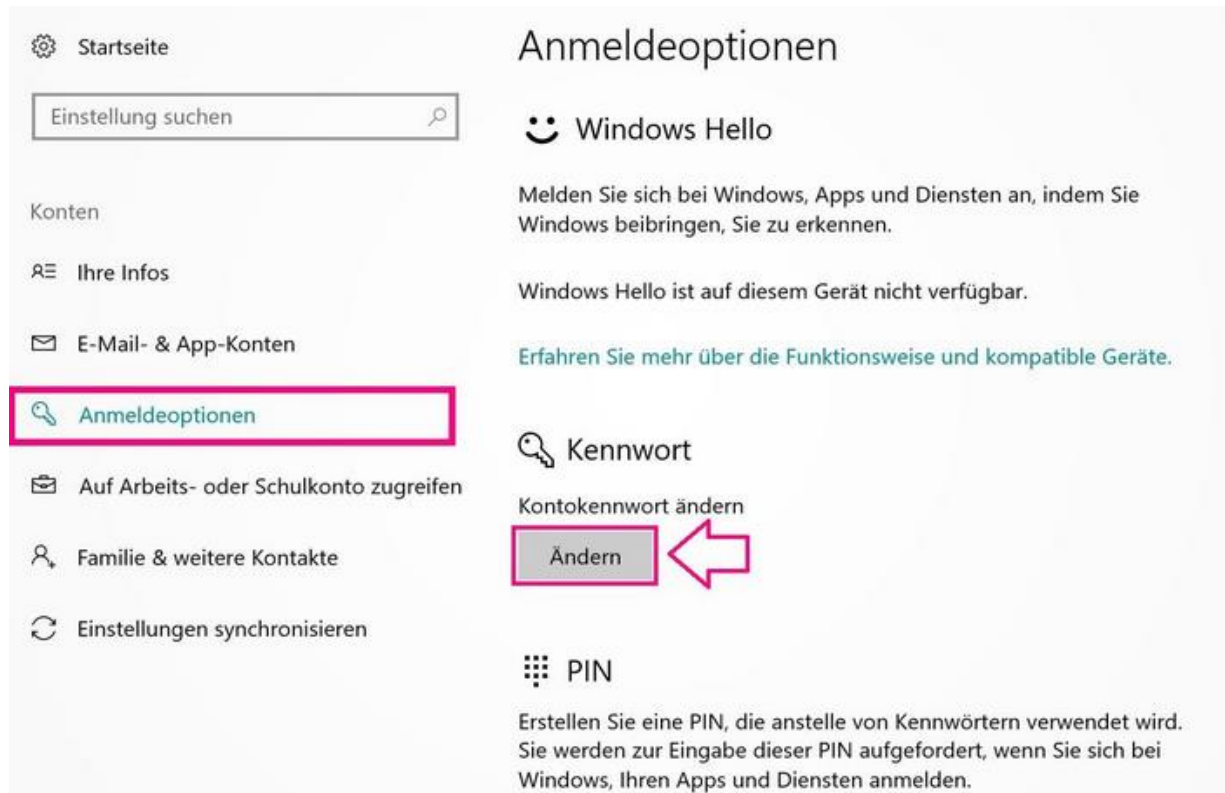 Startseite
Einstellung suchen
Konten
Ihre Infos
E-Mail- & App-Konten
Anmeldeoptionen
Auf Arbeits- oder Schulkonto zugreifen
Familie & weitere Kontakte
Einstellungen synchronisieren
Anmeldeoptionen
Windows Hello
Melden Sie sich bei Windows, Apps und Diensten an, indem Sie
Windows beibringen, Sie zu erkennen.
Windows Hello ist auf diesem Gerät nicht verfügbar.
Erfahren Sie mehr über die Funktionsweise und kompatible Geräte.
Kennwort
Kontokennwort ändern
Ändern
PIN
Erstellen Sie eine PIN, die anstelle von Kennwörtern verwendet wird.
Sie werden zur Eingabe dieser PIN aufgefordert, wenn Sie sich bei
Windows, Ihren Apps und Diensten anmelden.